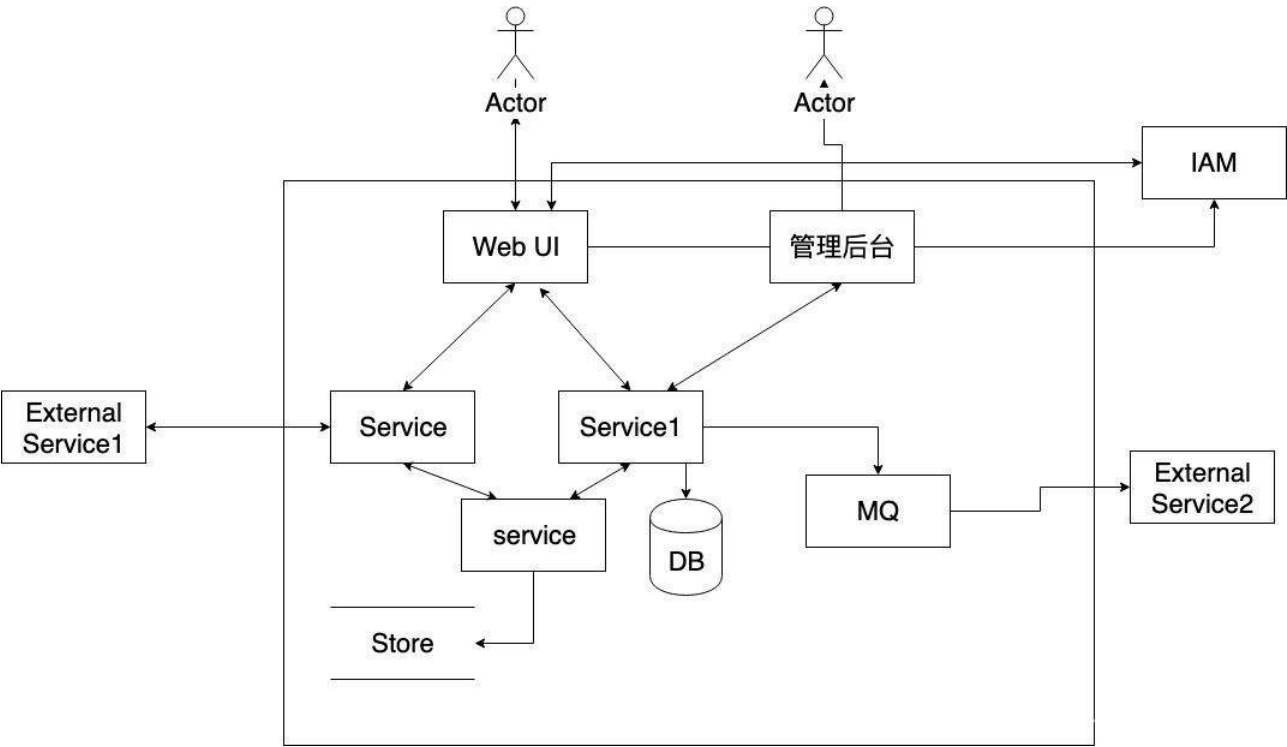 Actor
Actor
IAM
Web UI
管理后台
External
Service1
Service
Service1
External
Service2
MQ
service
DB
Store